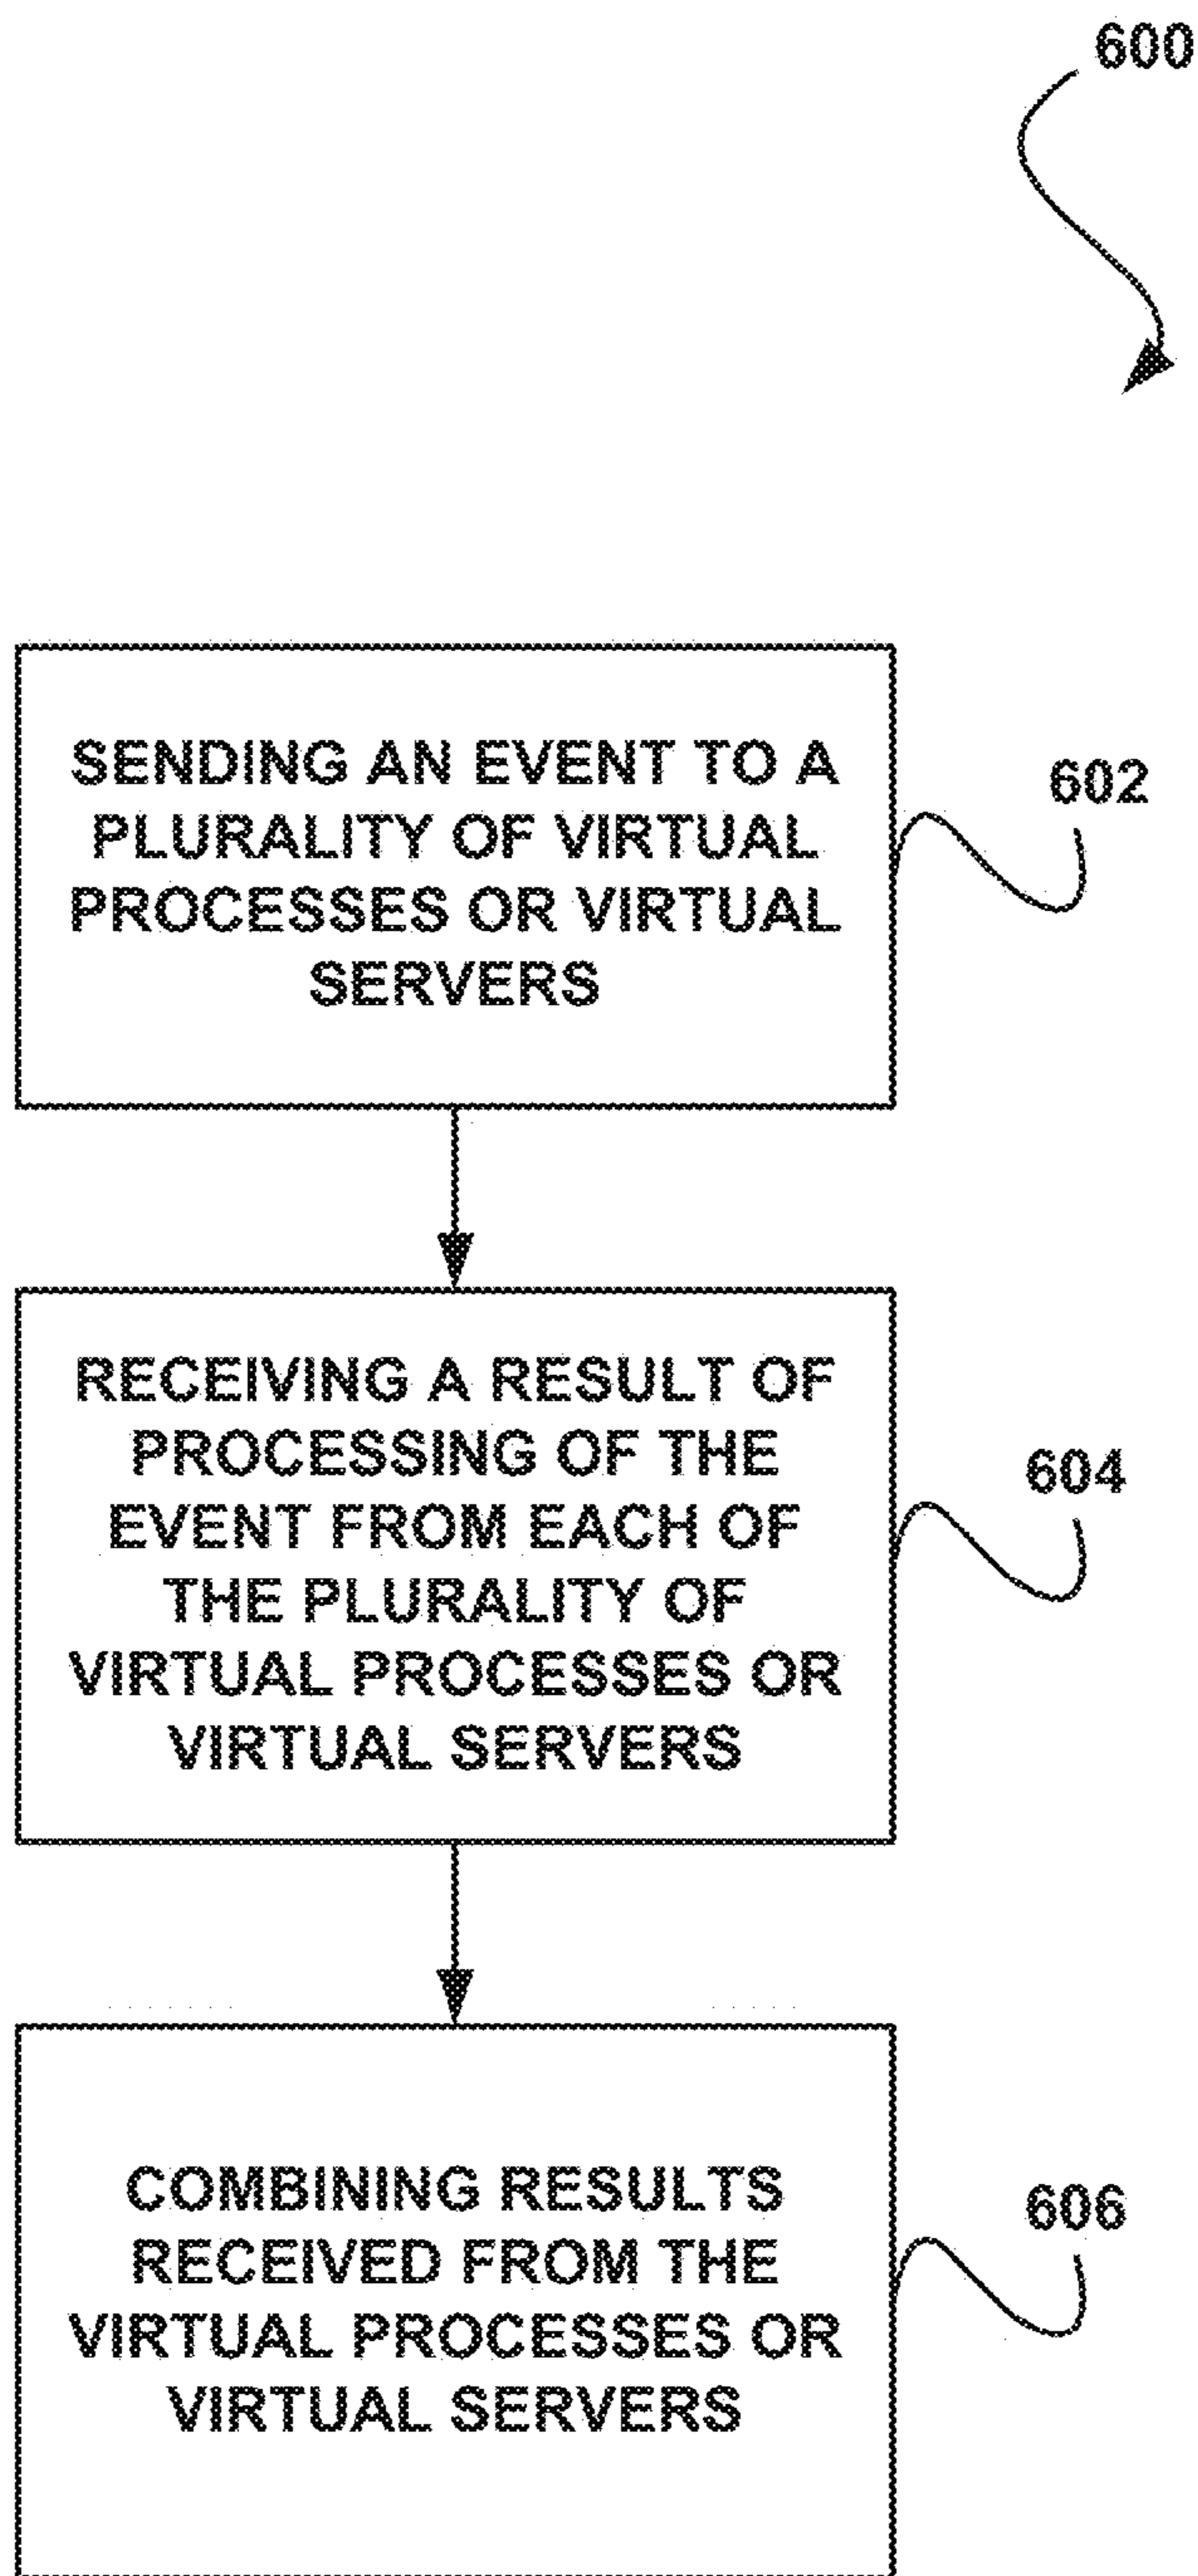 600
SENDING AN EVENT TO A
PLURALITY OF VIRTUAL
PROCESSES OR VIRTUAL
SERVERS
602
RECEIVING A RESULT OF
PROCESSING OF THE
EVENT FROM EACH OF
THE PLURALITY OF
VIRTUAL PROCESSES OR
VIRTUAL SERVERS
604
COMBINING RESULTS
RECEIVED FROM THE
VIRTUAL PROCESSES OR
VIRTUAL SERVERS
606